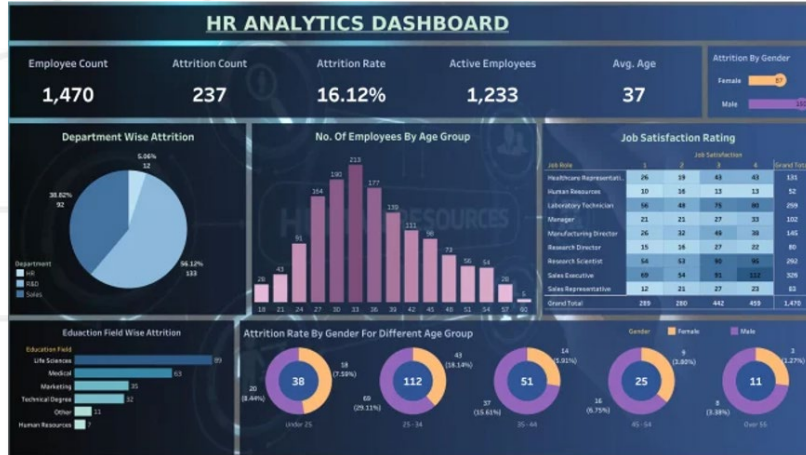 HR ANALYTICS DASHBOARD
Employee Count
1,470
Attrition Count
237
Attrition Rate
16.12%
Active Employees
1,233
Avg. Age
37
Attrition By Gender
Female
87
Male
150
Department Wise Attrition
5.06%
12
38.82%
92
56.12%
133
Department
HR
R&D
Sales
No. Of Employees By Age Group
28 43 91 164 190 213 177 139 111 98 73 56 54 28 5
18 21 24 27 30 33 36 39 42 45 48 51 54 57 60
Job Satisfaction Rating
Job Satisfaction
Job Role 1 2 3 4 Grand Total
Healthcare Representati.. 26 19 43 43 131
Human Resources 10 16 13 13 52
Laboratory Technician 56 48 75 80 259
Manager 21 21 27 33 102
Manufacturing Director 26 32 49 38 145
Research Director 15 16 27 22 80
Research Scientist 54 53 90 95 292
Sales Executive 69 54 91 112 326
Sales Representative 12 21 27 23 83
Grand Total 289 280 442 459 1,470
Eduaction Field Wise Attrition
Education Field
Life Sciences 89
Medical 63
Marketing 35
Technical Degree 32
Other 11
Human Resources 7
Attrition Rate By Gender For Different Age Group
Gender Female Male
38
18
(7.59%)
20
(8.44%)
Under 25
112
43
(18.14%)
69
(29.11%)
25 - 34
51
14
(5.91%)
37
(15.61%)
35 - 44
25
9
(3.80%)
16
(6.75%)
45 - 54
11
3
(1.27%)
8
(3.38%)
Over 55